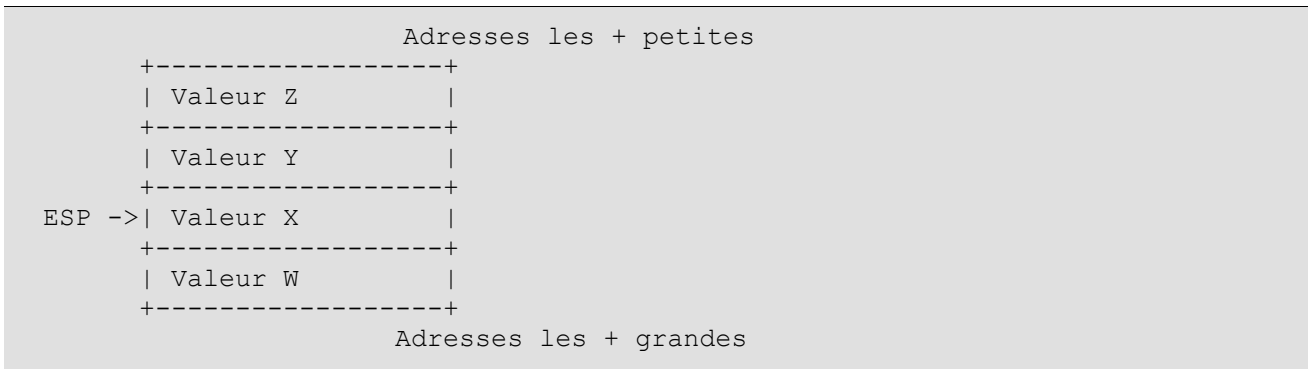 Adresses les + petites
+------------------+
| Valeur Z         |
+------------------+
| Valeur Y         |
+------------------+
ESP ->| Valeur X         |
+------------------+
| Valeur W         |
+------------------+
Adresses les + grandes